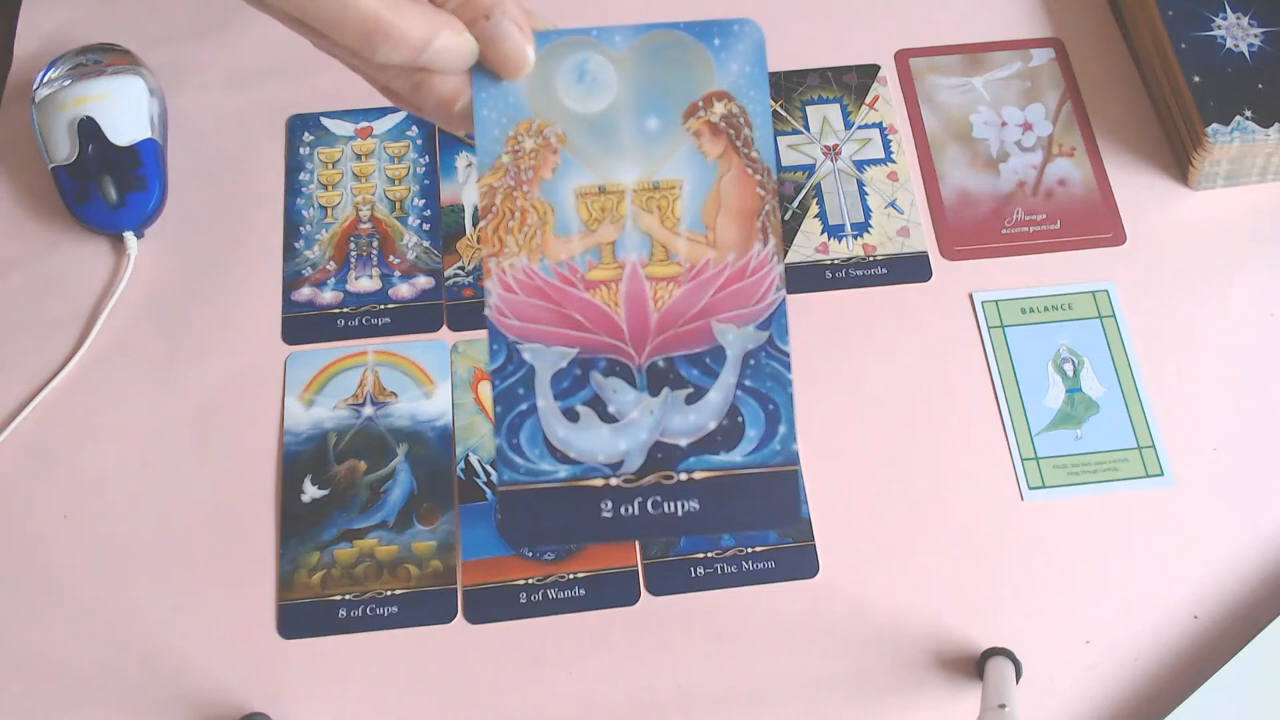 Always
accompanied
BALANCE
5 of Swords
9 of Cups
2 of Cups
18~The Moon
2 of Wands
8 of Cups